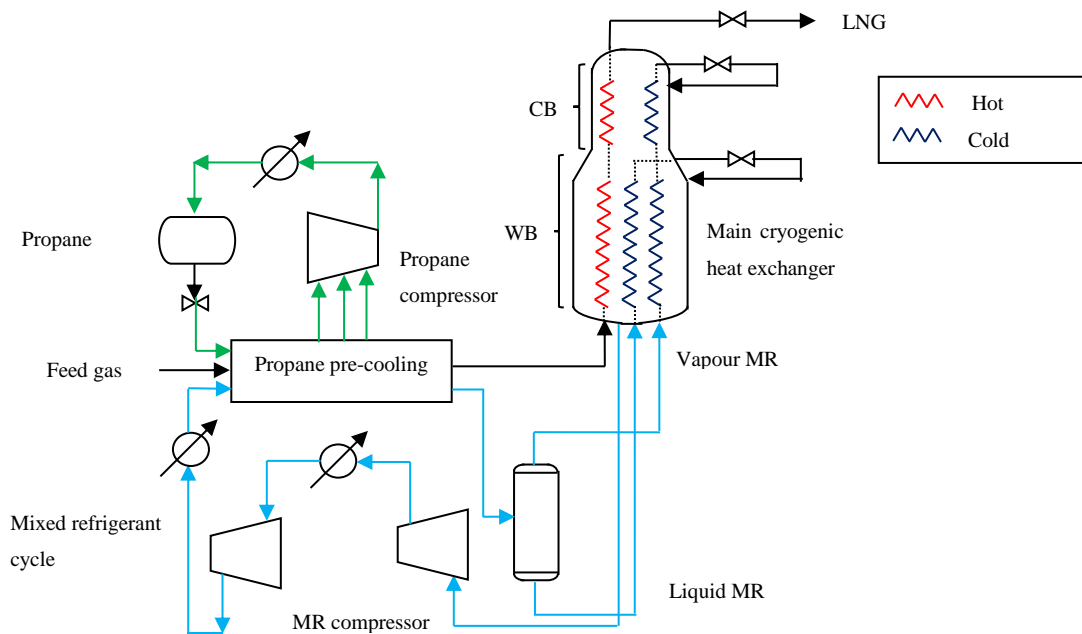 LNG
CB
Hot
Cold
Propane
WB
Main cryogenic
heat exchanger
Propane
compressor
Feed gas
Propane pre-cooling
Vapour MR
Mixed refrigerant
cycle
Liquid MR
MR compressor